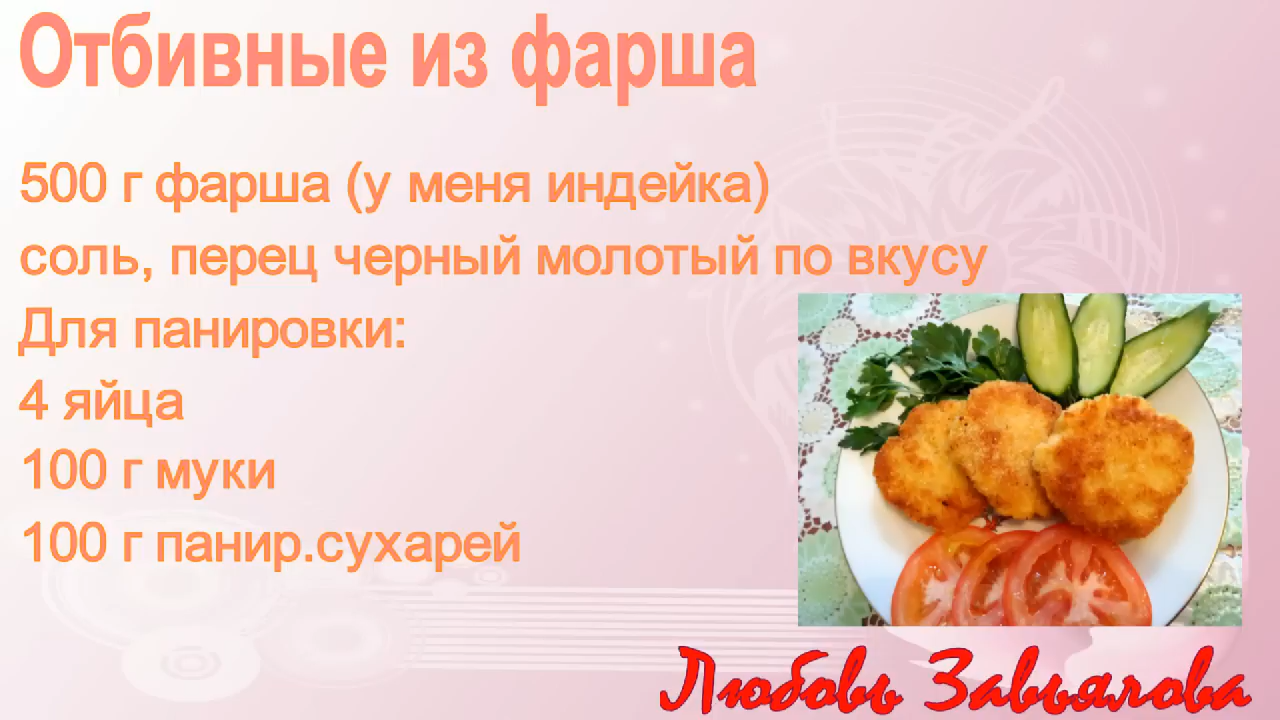 Отбивные из фарша
500 г фарша (у меня индейка)
соль, перец черный молотый по вкусу
Для панировки:
4 яйца
100 г муки
100 г панир.сухарей
Любовь Завьялова